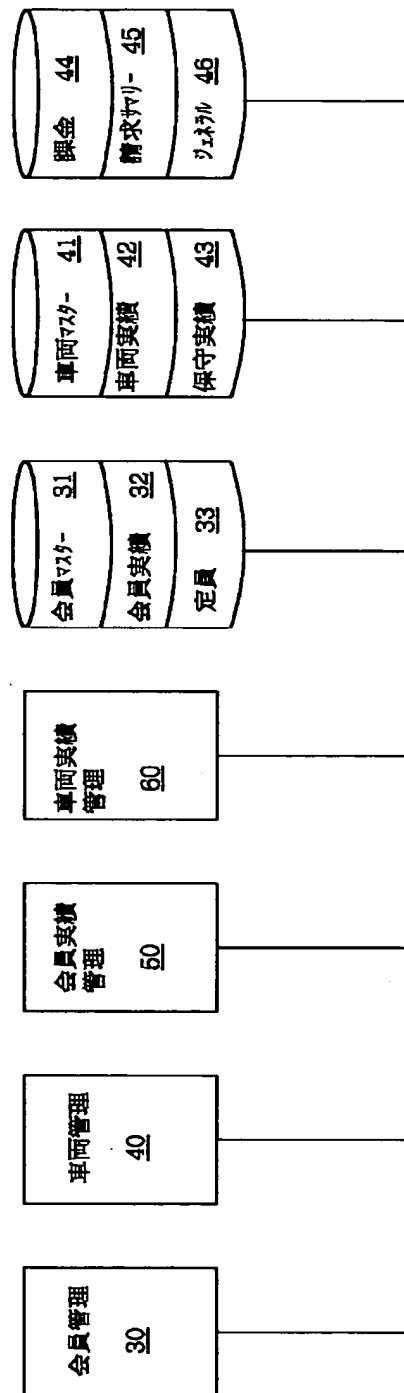 会員管理
30
車両管理
40
会員実績
管理
50
車両実績
管理
60
会員マスター 31
会員実績 32
定員 33
車両マスター 41
車両実績 42
保守実績 43
課金 44
請求サマリー 45
ジェネラル 46